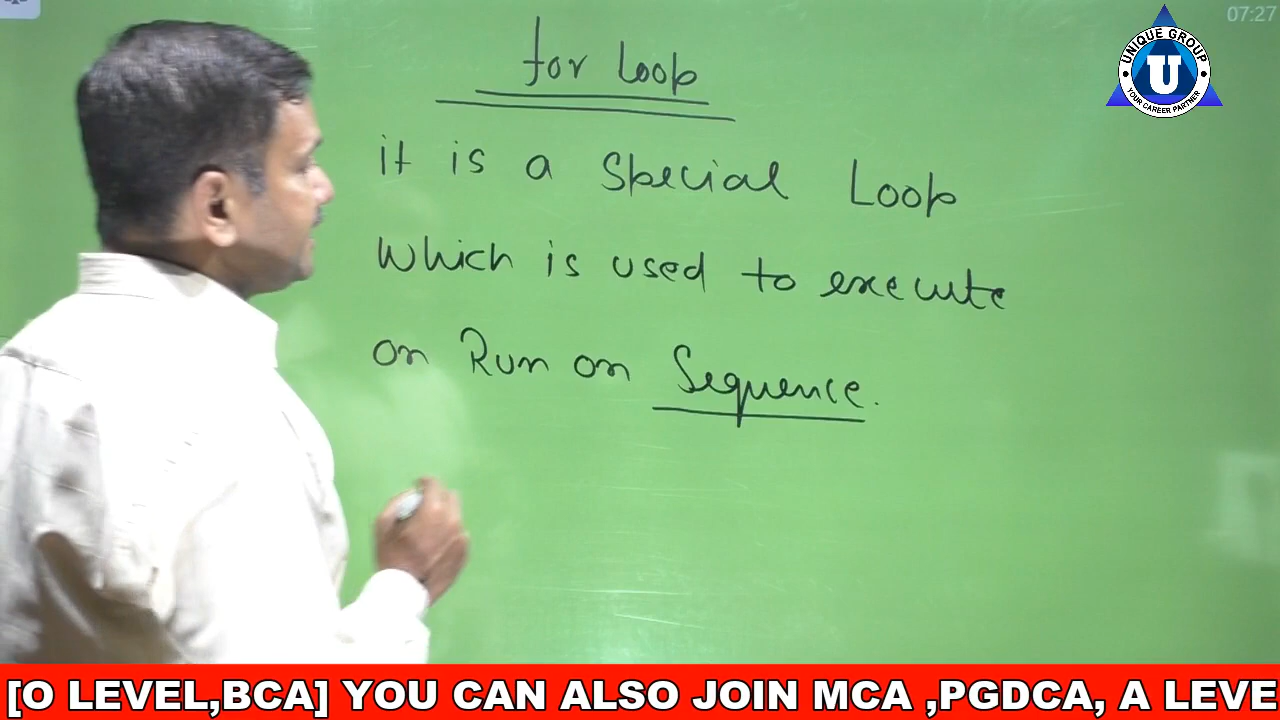 07:27
UNIQUE GROUP
U
YOUR CAREER PARTNER
for Loop
it is a Special Loop
which is used to execute
or Run on Sequence.
[O LEVEL,BCA] YOU CAN ALSO JOIN MCA ,PGDCA, A LEVE